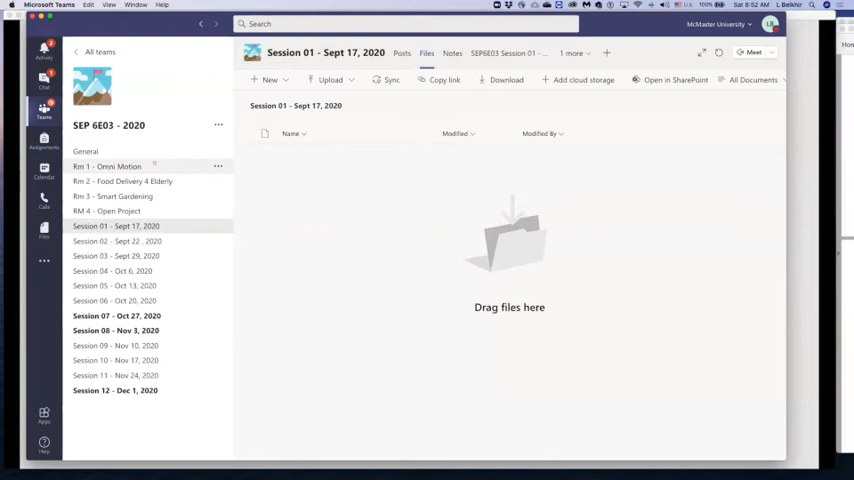 Microsoft Teams Edit View Window Help
103% Sat 8:52 AM L Belkhir
Search
McMaster University
LB
Activity
Chat
Teams
Assignments
Calendar
Calls
Files
Apps
Help
All teams
SEP 6E03 - 2020
General
Rm 1 - Omni Motion
Rm 2 - Food Delivery 4 Elderly
Rm 3 - Smart Gardening
RM 4 - Open Project
Session 01 - Sept 17, 2020
Session 02 - Sept 22 , 2020
Session 03 - Sept 29, 2020
Session 04 - Oct 6, 2020
Session 05 - Oct 13, 2020
Session 06 - Oct 20, 2020
Session 07 - Oct 27, 2020
Session 08 - Nov 3, 2020
Session 09 - Nov 10, 2020
Session 10 - Nov 17, 2020
Session 11 - Nov 24, 2020
Session 12 - Dec 1, 2020
Session 01 - Sept 17, 2020 Posts Files Notes SEP6E03 Session 01 - ... 1 more
Meet
New Upload Sync Copy link Download Add cloud storage Open in SharePoint All Documents
Session 01 - Sept 17, 2020
Name Modified Modified By
Drag files here